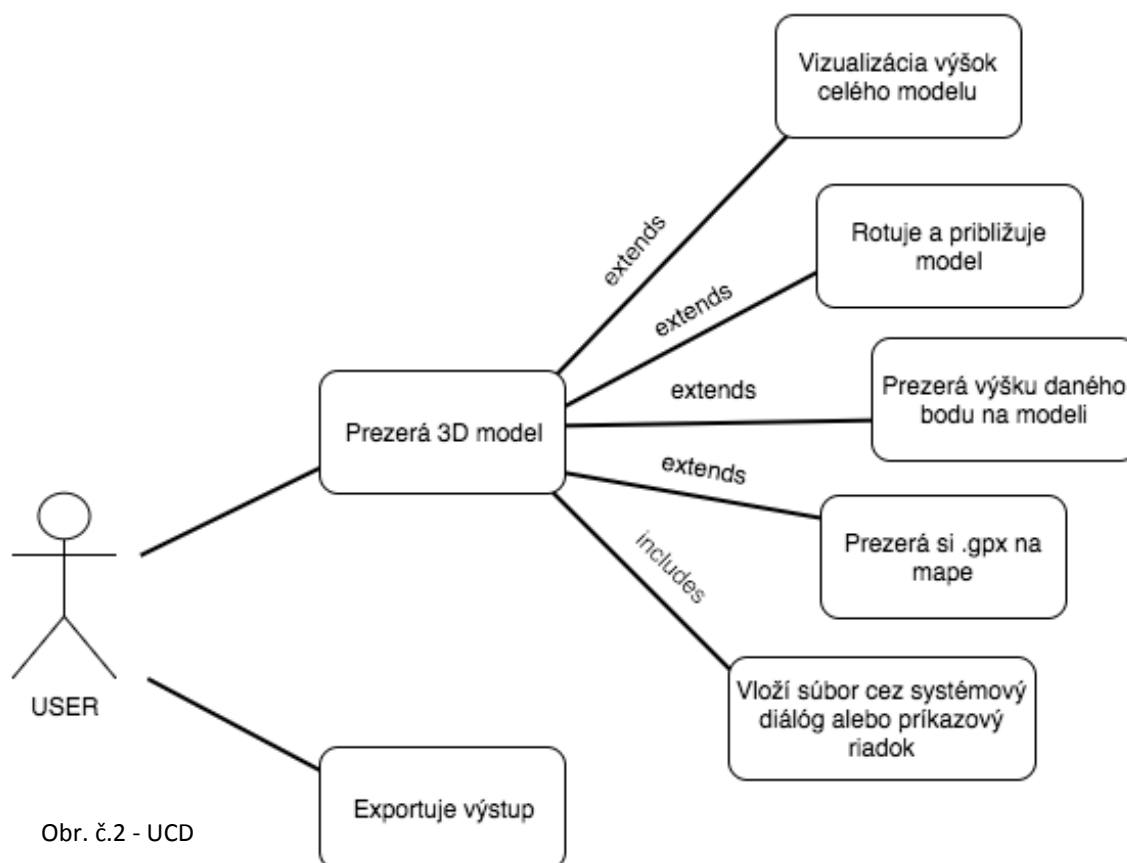 Vizualizácia výšok
celého modelu
extends
Rotuje a približuje
model
extends
extends
Prezerá výšku daného
bodu na modeli
Prezerá 3D model
extends
Prezerá si .gpx na
mape
includes
Vloží súbor cez systémový
diálóg alebo príkazový
riadok
USER
Exportuje výstup
Obr. č.2 - UCD